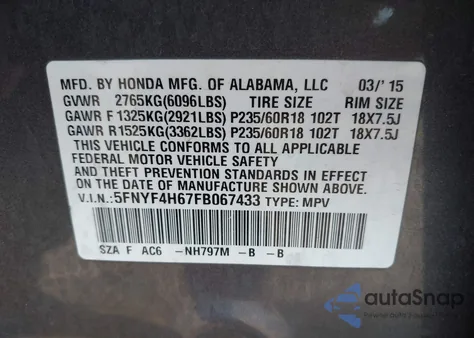 MFD. BY HONDA MFG. OF ALABAMA, LLC 03/'15
GVWR 2765KG(6096LBS) TIRE SIZE RIM SIZE
GAWR F 1325KG(2921LBS) P235/60R18 102T 18X7.5J
GAWR R 1525KG(3362LBS) P235/60R18 102T 18X7.5J
THIS VEHICLE CONFORMS TO ALL APPLICABLE
FEDERAL MOTOR VEHICLE SAFETY
AND THEFT PREVENTION STANDARDS IN EFFECT ON
THE DATE OF MANUFACTURE SHOWN ABOVE.
V.I.N.: 5FNYF4H67FB067433 TYPE: MPV
SZA F AC6 -NH797M -B -B
autoSnap